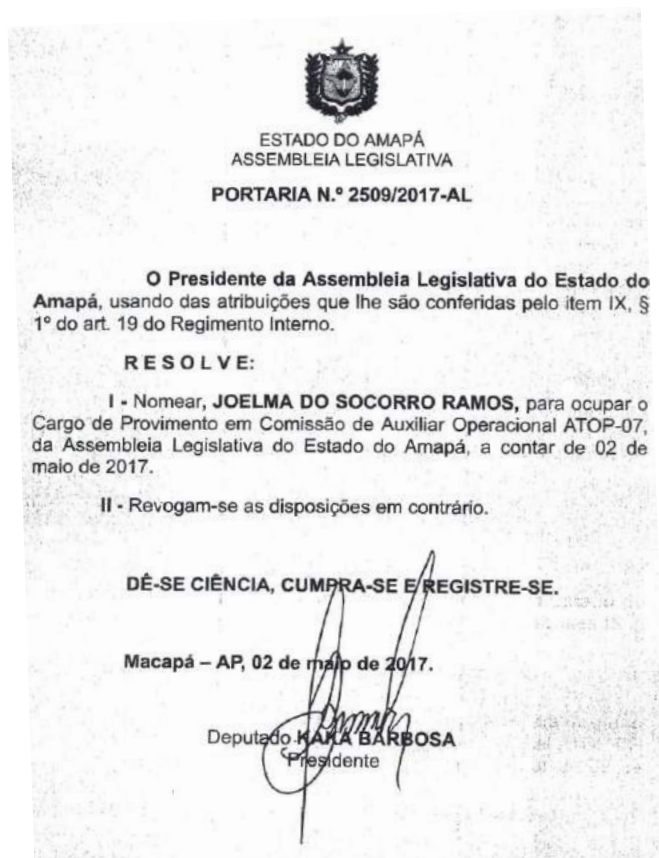 ESTADO DO AMAPÁ
ASSEMBLEIA LEGISLATIVA
PORTARIA N.º 2509/2017-AL
O Presidente da Assembleia Legislativa do Estado do
Amapá, usando das atribuições que lhe são conferidas pelo item IX, §
1º do art. 19 do Regimento Interno.
R E S O L V E:
I - Nomear, JOELMA DO SOCORRO RAMOS, para ocupar o
Cargo de Provimento em Comissão de Auxiliar Operacional ATOP-07,
da Assembleia Legislativa do Estado do Amapá, a contar de 02 de
maio de 2017.
II - Revogam-se as disposições em contrário.
DÊ-SE CIÊNCIA, CUMPRA-SE E REGISTRE-SE.
Macapá – AP, 02 de maio de 2017.
Deputado KAKA BARBOSA
Presidente